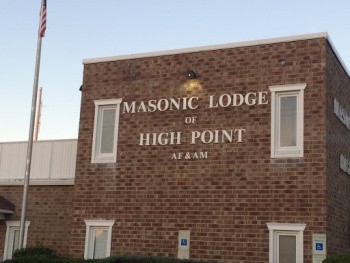 MASONIC LODGE
OF
HIGH POINT
AF & AM